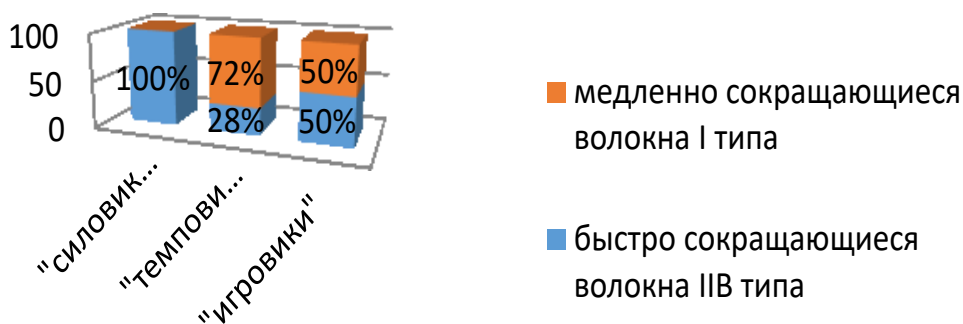 100
50
0
100%
72%
50%
28%
50%
"силовик...
"темпови...
"игровики"
медленно сокращающиеся
волокна I типа
быстро сокращающиеся
волокна IIB типа